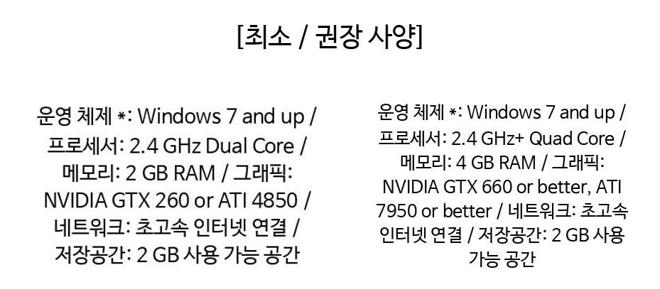 [최소 / 권장 사양]
운영 체제 *: Windows 7 and up /
프로세서: 2.4 GHz Dual Core /
메모리: 2 GB RAM / 그래픽:
NVIDIA GTX 260 or ATI 4850 /
네트워크: 초고속 인터넷 연결 /
저장공간: 2 GB 사용 가능 공간
운영 체제 *: Windows 7 and up /
프로세서: 2.4 GHz+ Quad Core /
메모리: 4 GB RAM / 그래픽:
NVIDIA GTX 660 or better, ATI
7950 or better / 네트워크: 초고속
인터넷 연결 / 저장공간: 2 GB 사용
가능 공간